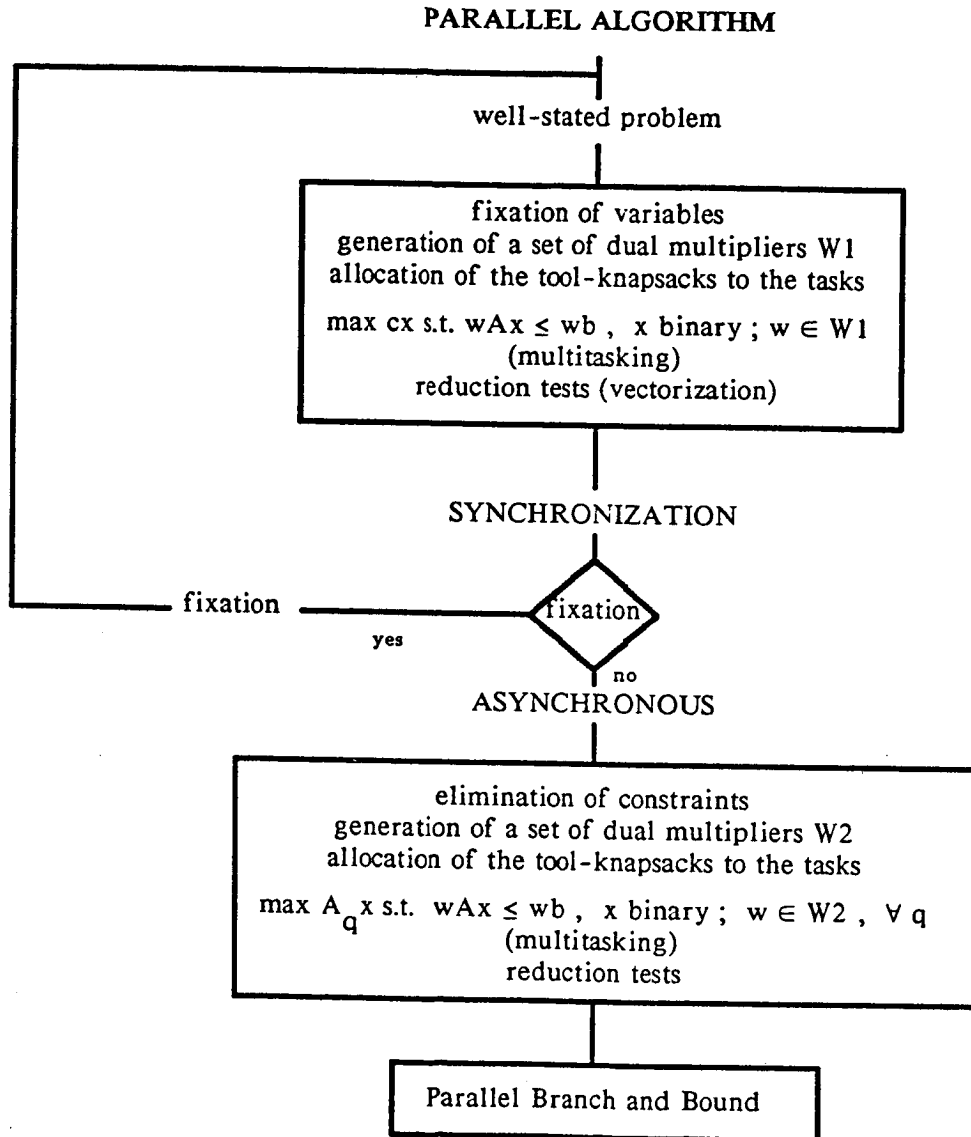 PARALLEL ALGORITHM
well-stated problem
fixation of variables
generation of a set of dual multipliers W1
allocation of the tool-knapsacks to the tasks
max cx s.t. wAx ≤ wb , x binary ; w ∈ W1
(multitasking)
reduction tests (vectorization)
SYNCHRONIZATION
fixation
fixation
yes
no
ASYNCHRONOUS
elimination of constraints
generation of a set of dual multipliers W2
allocation of the tool-knapsacks to the tasks
max A_q x s.t. wAx ≤ wb , x binary ; w ∈ W2 , ∀ q
(multitasking)
reduction tests
Parallel Branch and Bound